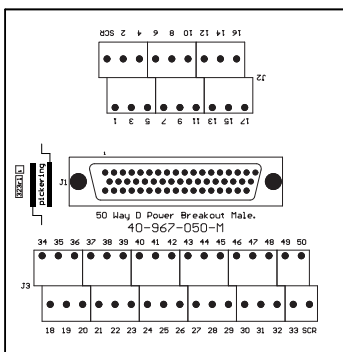 SCR 2 4 6 8 10 12 14 16
J2
1 3 5 7 9 11 13 15 17
pickering
J1
50 Way D Power Breakout Male.
40-967-050-M
34 35 36 37 38 39 40 41 42 43 44 45 46 47 48 49 50
J3
18 19 20 21 22 23 24 25 26 27 28 29 30 31 32 33 SCR